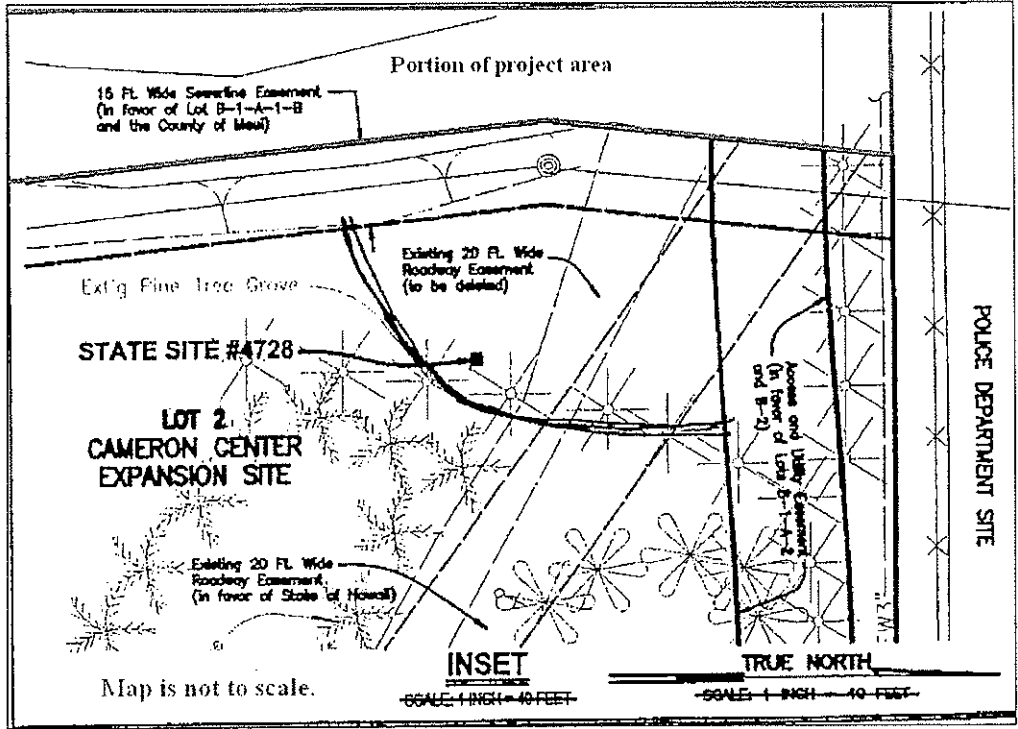 Portion of project area
15 Ft. Wide Sewerline Easement
(in favor of Lot B-1-A-1-B
and the County of Maui)
Existing 20 Ft. Wide
Roadway Easement
(to be deleted)
Ext'g Pine Tree Grove
STATE SITE #4728
LOT 2
CAMERON CENTER
EXPANSION SITE
Access and Utility Easement
(in favor of Lots B-1-A-2
and B-2)
POLICE DEPARTMENT SITE
Existing 20 Ft. Wide
Roadway Easement
(in favor of State of Hawaii)
Map is not to scale.
INSET
SCALE: 1 INCH = 40 FEET
TRUE NORTH
SCALE: 1 INCH = 40 FEET